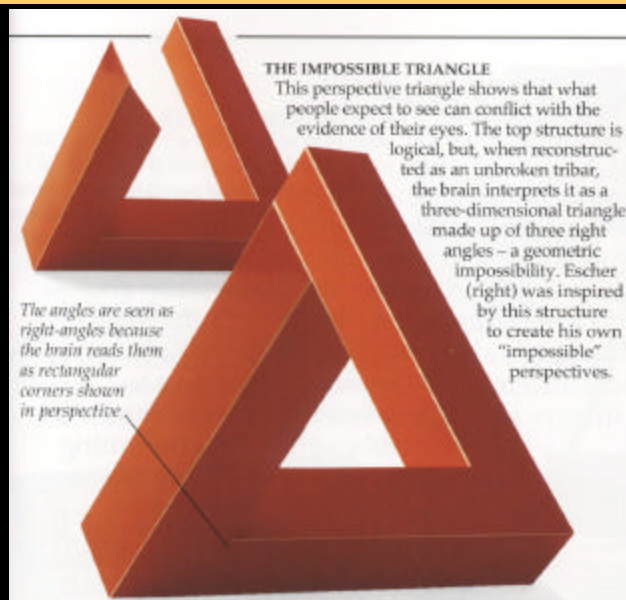 THE IMPOSSIBLE TRIANGLE
This perspective triangle shows that what
people expect to see can conflict with the
evidence of their eyes. The top structure is
logical, but, when reconstruc-
ted as an unbroken tribar,
the brain interprets it as a
three-dimensional triangle
made up of three right
angles – a geometric
impossibility. Escher
(right) was inspired
by this structure
to create his own
"impossible"
perspectives.
The angles are seen as
right-angles because
the brain reads them
as rectangular
corners shown
in perspective